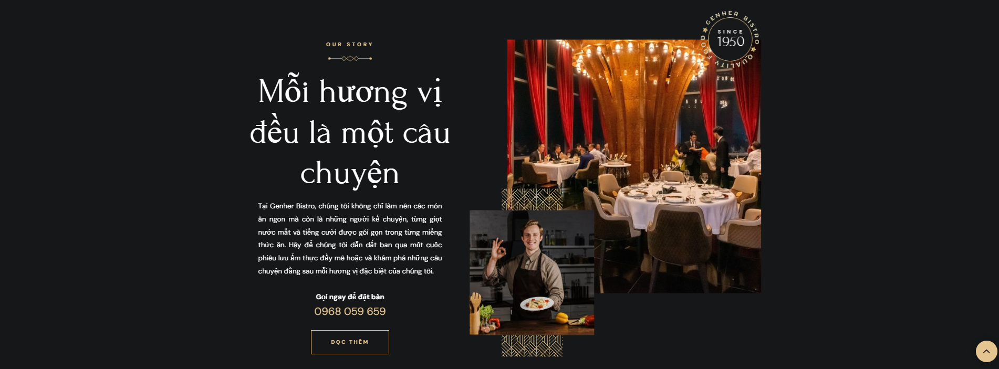 OUR STORY
Mỗi hương vị
đều là một câu
chuyện
Tại Genher Bistro, chúng tôi không chỉ làm nên các món
ăn ngon mà còn là những người kể chuyện, từng giọt
nước mắt và tiếng cười được gói gọn trong từng miếng
thức ăn. Hãy để chúng tôi dẫn dắt bạn qua một cuộc
phiêu lưu ẩm thực đầy mê hoặc và khám phá những câu
chuyện đằng sau mỗi hương vị đặc biệt của chúng tôi.
Gọi ngay để đặt bàn
0968 059 659
ĐỌC THÊM
GENHER BISTRO
QUALITY FOOD
SINCE
1950